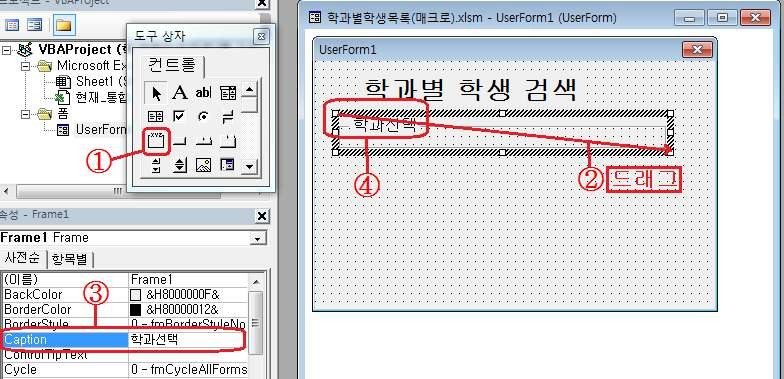 프로젝트
도구 상자
VBAProject (학
Microsoft Ex
Sheet1 (S
현재_통합
폼
UserForm
컨트롤
A abl
xyz
①
속성 - Frame1
Frame1 Frame
사전순 항목별
(이름) Frame1
BackColor &H8000000F&
BorderColor &H80000012&
③
BorderStyle 0 - fmBorderStyleNo
Caption 학과선택
ControlTipText
Cycle 0 - fmCycleAllForms
학과별학생목록(매크로).xlsm - UserForm1 (UserForm)
UserForm1
학과별 학생 검색
학과선택
④
② 드래그